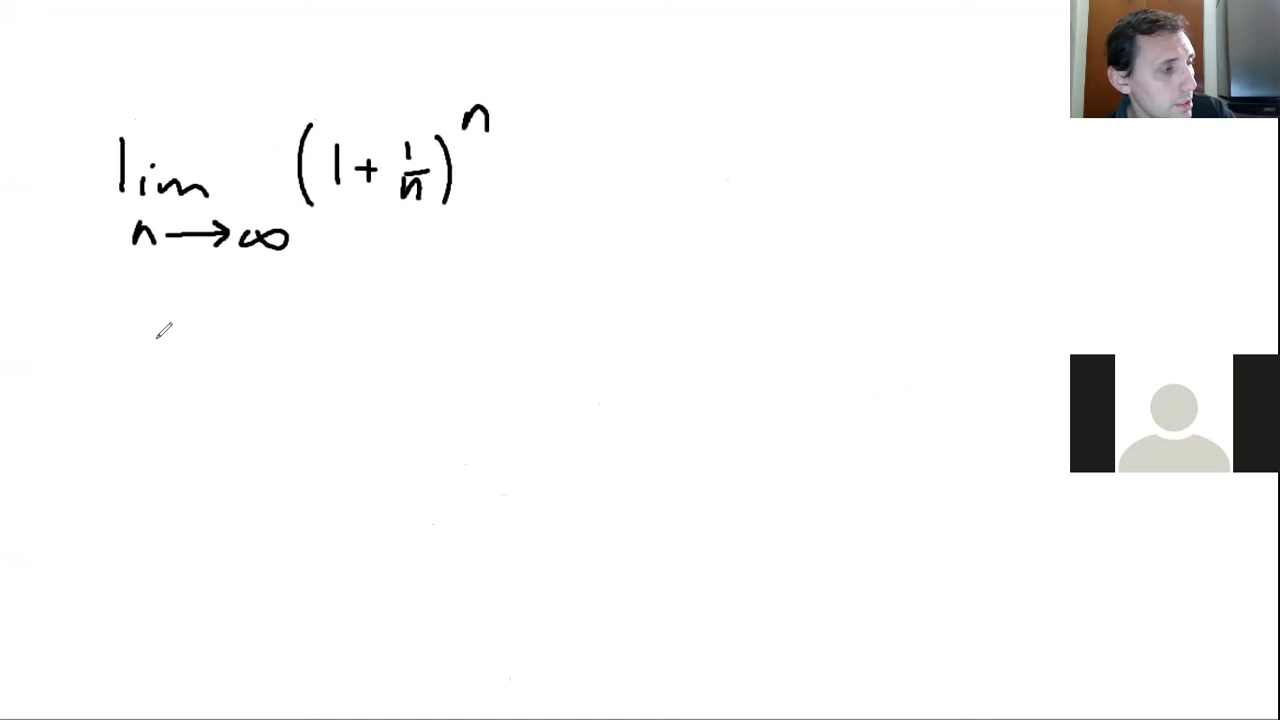 lim (1 + 1/n)^n
n → ∞